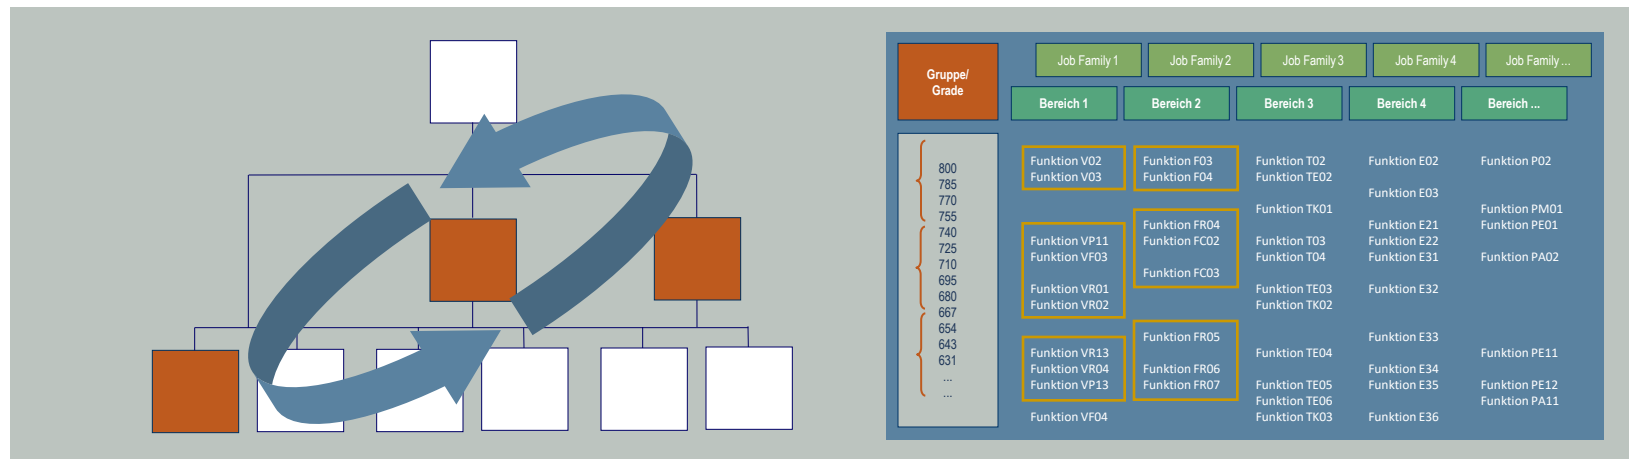 Gruppe/
Grade
Job Family 1
Job Family 2
Job Family 3
Job Family 4
Job Family ...
Bereich 1
Bereich 2
Bereich 3
Bereich 4
Bereich ...
800
785
770
755
740
725
710
695
680
667
654
643
631
...
...
Funktion V02
Funktion V03
Funktion VP11
Funktion VF03
Funktion VR01
Funktion VR02
Funktion VR13
Funktion VR04
Funktion VP13
Funktion VF04
Funktion F03
Funktion F04
Funktion FR04
Funktion FC02
Funktion FC03
Funktion FR05
Funktion FR06
Funktion FR07
Funktion T02
Funktion TE02
Funktion TK01
Funktion T03
Funktion T04
Funktion TE03
Funktion TK02
Funktion TE04
Funktion TE05
Funktion TE06
Funktion TK03
Funktion E02
Funktion E03
Funktion E21
Funktion E22
Funktion E31
Funktion E32
Funktion E33
Funktion E34
Funktion E35
Funktion E36
Funktion P02
Funktion PM01
Funktion PE01
Funktion PA02
Funktion PE11
Funktion PE12
Funktion PA11